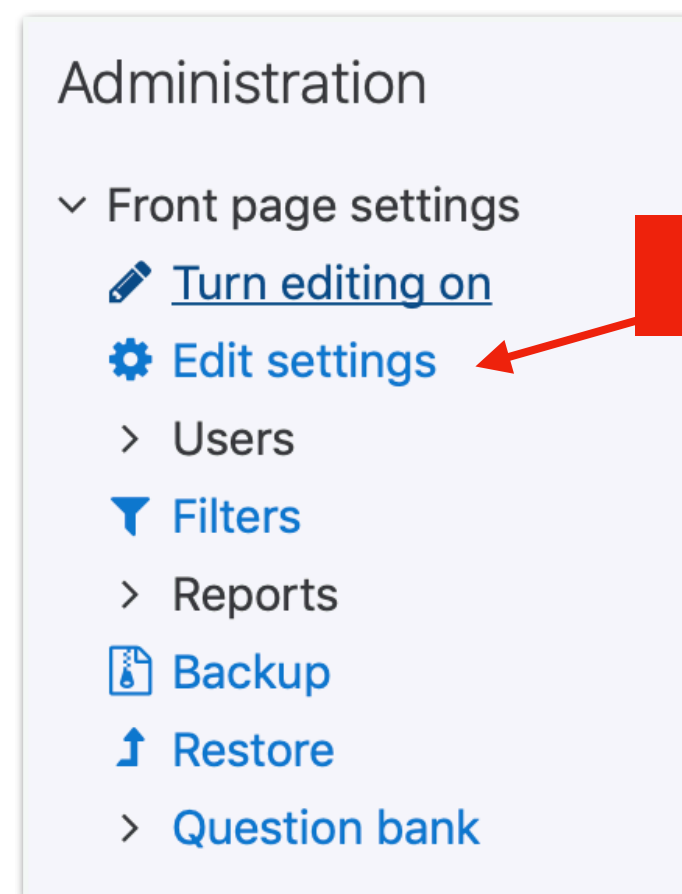 Administration
Front page settings
Turn editing on
Edit settings
Users
Filters
Reports
Backup
Restore
Question bank